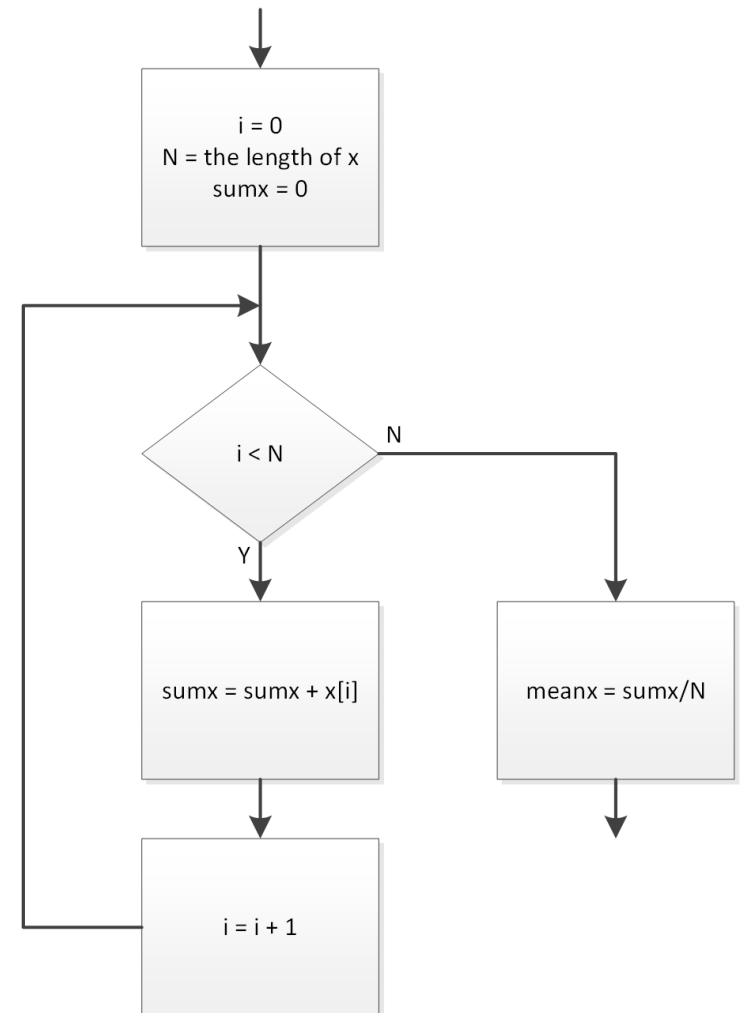 i = 0
N = the length of x
sumx = 0
i < N
N
Y
sumx = sumx + x[i]
meanx = sumx/N
i = i + 1